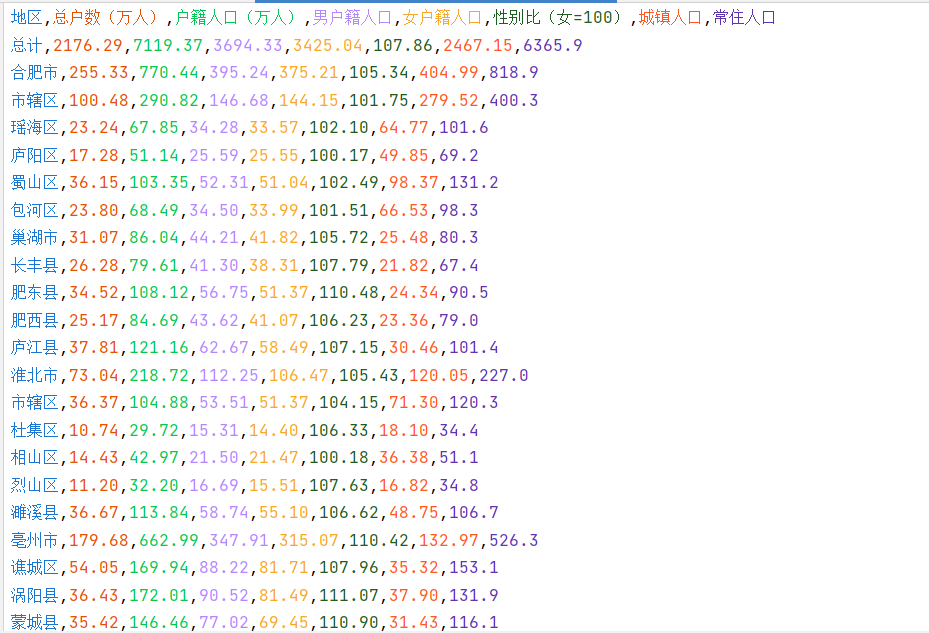 地区,总户数（万人）,户籍人口（万人）,男户籍人口,女户籍人口,性别比（女=100）,城镇人口,常住人口
总计,2176.29,7119.37,3694.33,3425.04,107.86,2467.15,6365.9
合肥市,255.33,770.44,395.24,375.21,105.34,404.99,818.9
市辖区,100.48,290.82,146.68,144.15,101.75,279.52,400.3
瑶海区,23.24,67.85,34.28,33.57,102.10,64.77,101.6
庐阳区,17.28,51.14,25.59,25.55,100.17,49.85,69.2
蜀山区,36.15,103.35,52.31,51.04,102.49,98.37,131.2
包河区,23.80,68.49,34.50,33.99,101.51,66.53,98.3
巢湖市,31.07,86.04,44.21,41.82,105.72,25.48,80.3
长丰县,26.28,79.61,41.30,38.31,107.79,21.82,67.4
肥东县,34.52,108.12,56.75,51.37,110.48,24.34,90.5
肥西县,25.17,84.69,43.62,41.07,106.23,23.36,79.0
庐江县,37.81,121.16,62.67,58.49,107.15,30.46,101.4
淮北市,73.04,218.72,112.25,106.47,105.43,120.05,227.0
市辖区,36.37,104.88,53.51,51.37,104.15,71.30,120.3
杜集区,10.74,29.72,15.31,14.40,106.33,18.10,34.4
相山区,14.43,42.97,21.50,21.47,100.18,36.38,51.1
烈山区,11.20,32.20,16.69,15.51,107.63,16.82,34.8
濉溪县,36.67,113.84,58.74,55.10,106.62,48.75,106.7
亳州市,179.68,662.99,347.91,315.07,110.42,132.97,526.3
谯城区,54.05,169.94,88.22,81.71,107.96,35.32,153.1
涡阳县,36.43,172.01,90.52,81.49,111.07,37.90,131.9
蒙城县,35.42,146.46,77.02,69.45,110.90,31.43,116.1